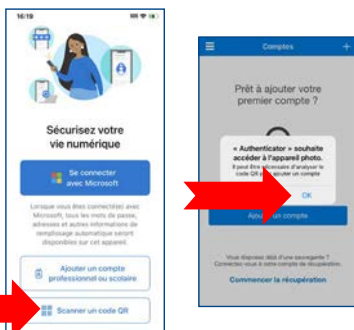 16:19
Sécurisez votre
vie numérique
Se connecter
avec Microsoft
Lorsque vous êtes connecté(e) avec
Microsoft, tous les mots de passe,
adresses et autres informations de
remplissage automatique seront
disponibles sur cet appareil.
Ajouter un compte
professionnel ou scolaire
Scanner un code QR
Comptes
Prêt à ajouter votre
premier compte ?
« Authenticator » souhaite
accéder à l'appareil photo.
Il peut être nécessaire d'analyser le
code QR pour ajouter un compte
OK
un compte
Vous disposez déjà d'une sauvegarde ?
Connectez-vous à votre compte de récupération.
Commencer la récupération